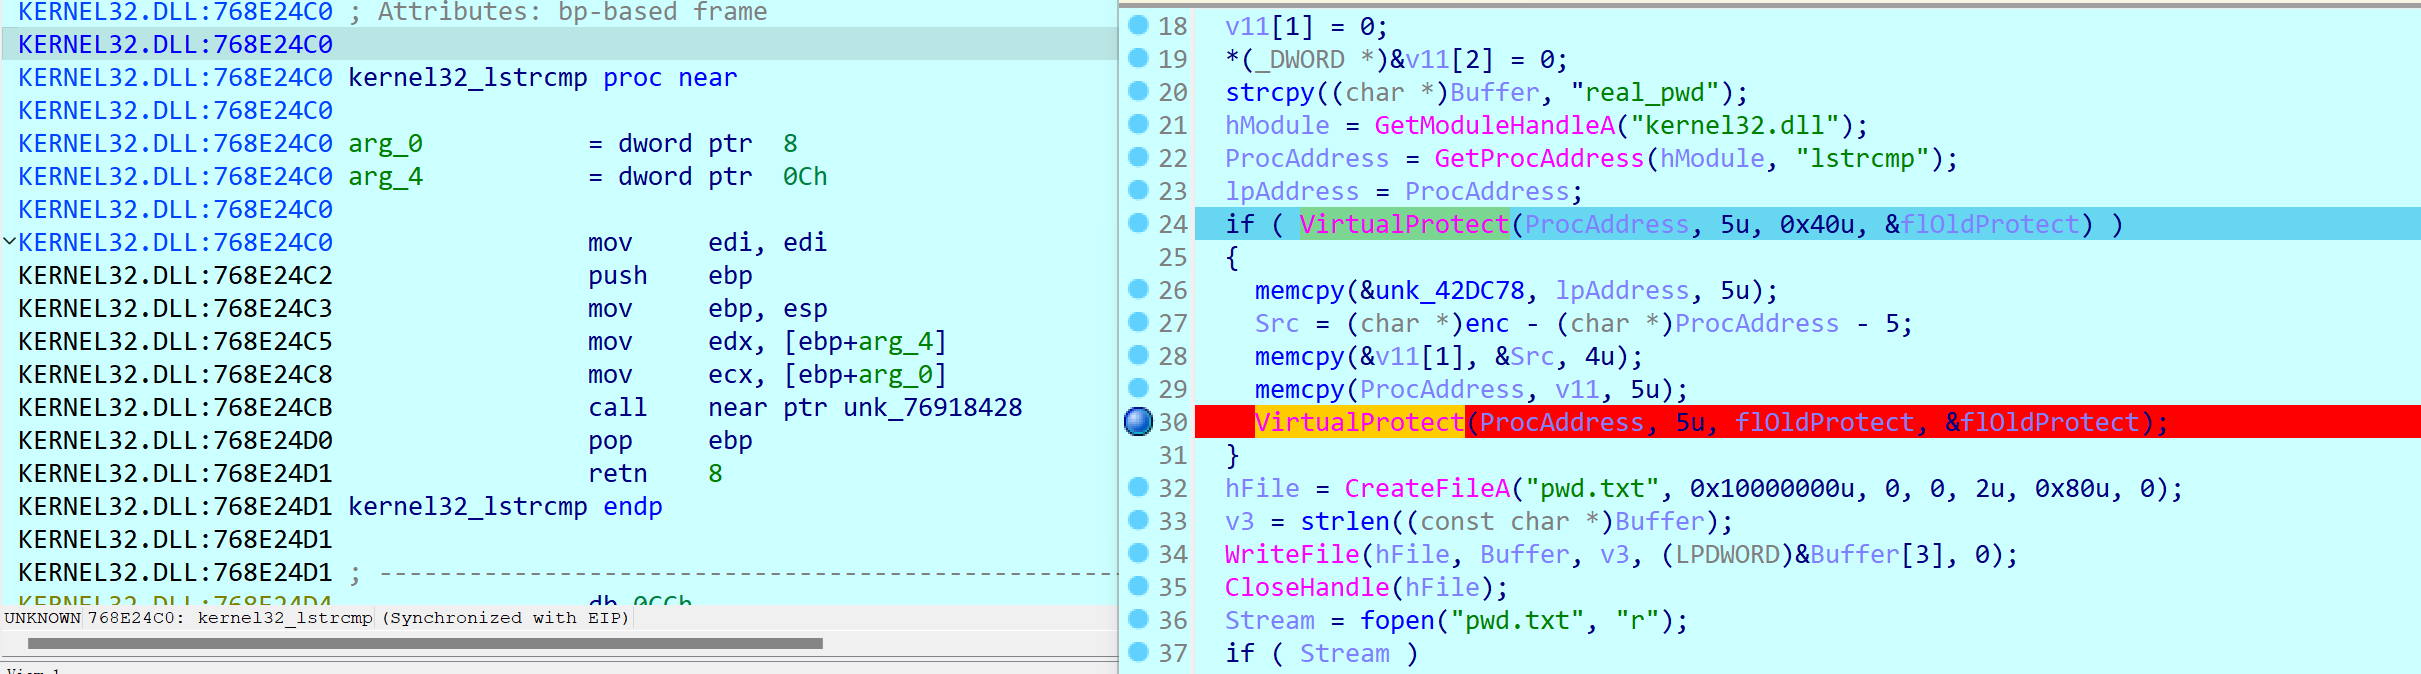 KERNEL32.DLL:768E24C0 ; Attributes: bp-based frame
KERNEL32.DLL:768E24C0
KERNEL32.DLL:768E24C0 kernel32_lstrcmp proc near
KERNEL32.DLL:768E24C0
KERNEL32.DLL:768E24C0 arg_0 = dword ptr 8
KERNEL32.DLL:768E24C0 arg_4 = dword ptr 0Ch
KERNEL32.DLL:768E24C0
KERNEL32.DLL:768E24C0 mov edi, edi
KERNEL32.DLL:768E24C2 push ebp
KERNEL32.DLL:768E24C3 mov ebp, esp
KERNEL32.DLL:768E24C5 mov edx, [ebp+arg_4]
KERNEL32.DLL:768E24C8 mov ecx, [ebp+arg_0]
KERNEL32.DLL:768E24CB call near ptr unk_76918428
KERNEL32.DLL:768E24D0 pop ebp
KERNEL32.DLL:768E24D1 retn 8
KERNEL32.DLL:768E24D1 kernel32_lstrcmp endp
KERNEL32.DLL:768E24D1
KERNEL32.DLL:768E24D1 ; ---------------------------------------------------
KERNEL32.DLL:768E24D4 db 0CCh
UNKNOWN 768E24C0: kernel32_lstrcmp (Synchronized with EIP)
18 v11[1] = 0;
19 *(_DWORD *)&v11[2] = 0;
20 strcpy((char *)Buffer, "real_pwd");
21 hModule = GetModuleHandleA("kernel32.dll");
22 ProcAddress = GetProcAddress(hModule, "lstrcmp");
23 lpAddress = ProcAddress;
24 if ( VirtualProtect(ProcAddress, 5u, 0x40u, &flOldProtect) )
25 {
26 memcpy(&unk_42DC78, lpAddress, 5u);
27 Src = (char *)enc - (char *)ProcAddress - 5;
28 memcpy(&v11[1], &Src, 4u);
29 memcpy(ProcAddress, v11, 5u);
30 VirtualProtect(ProcAddress, 5u, flOldProtect, &flOldProtect);
31 }
32 hFile = CreateFileA("pwd.txt", 0x10000000u, 0, 0, 2u, 0x80u, 0);
33 v3 = strlen((const char *)Buffer);
34 WriteFile(hFile, Buffer, v3, (LPDWORD)&Buffer[3], 0);
35 CloseHandle(hFile);
36 Stream = fopen("pwd.txt", "r");
37 if ( Stream )